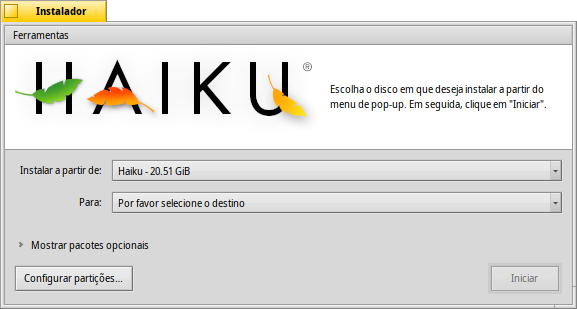 Instalador
Ferramentas
HAIKU®
Escolha o disco em que deseja instalar a partir do
menu de pop-up. Em seguida, clique em "Iniciar".
Instalar a partir de: Haiku - 20.51 GiB
Para: Por favor selecione o destino
Mostrar pacotes opcionais
Configurar partições... Iniciar